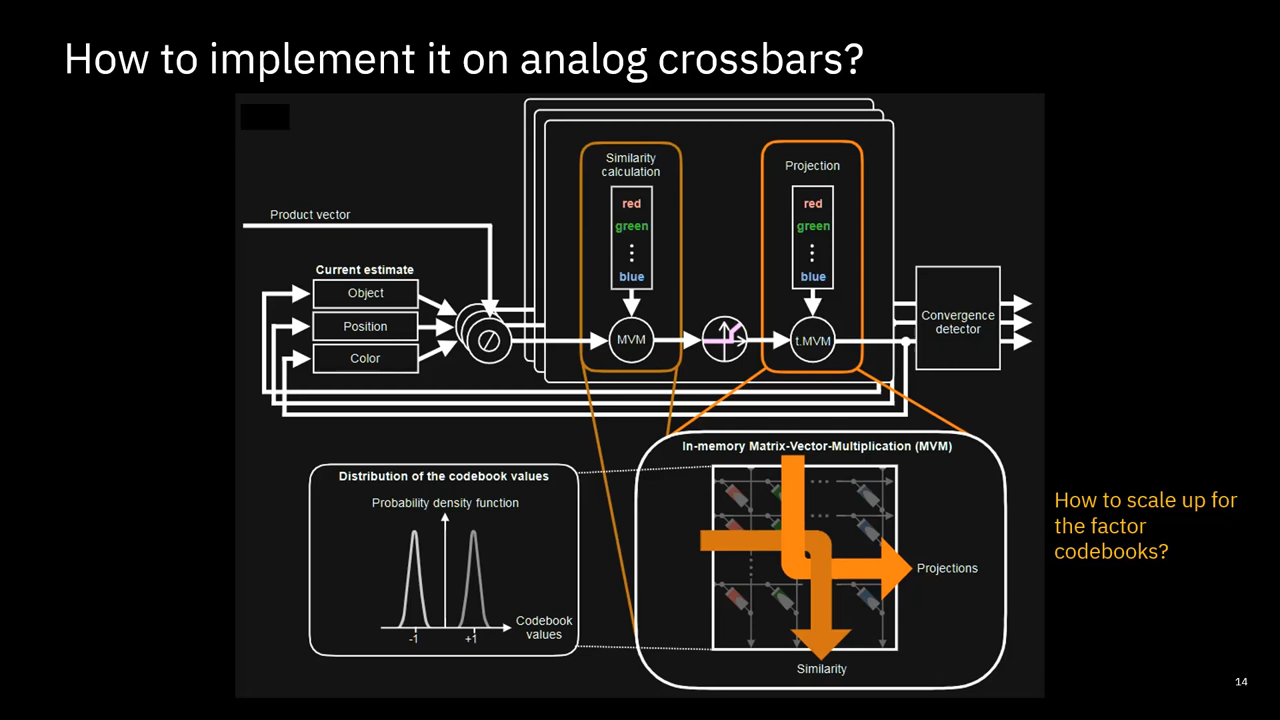 How to implement it on analog crossbars?
Similarity
calculation
red
green
blue
MVM
Projection
red
green
blue
t.MVM
Product vector
Current estimate
Object
Position
Color
Convergence
detector
In-memory Matrix-Vector-Multiplication (MVM)
Projections
Similarity
Distribution of the codebook values
Probability density function
-1
+1
Codebook
values
How to scale up for
the factor
codebooks?
14